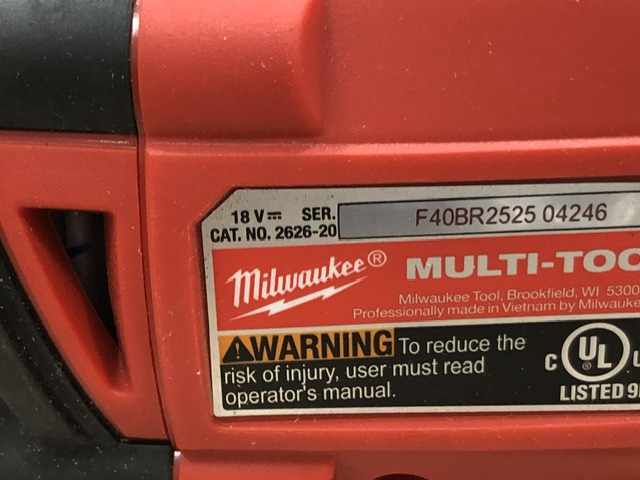 18 V⎓ SER. F40BR2525 04246
CAT. NO. 2626-20
Milwaukee® MULTI-TOO
Milwaukee Tool, Brookfield, WI 5300
Professionally made in Vietnam by Milwauke
⚠WARNING To reduce the
risk of injury, user must read
operator's manual.
C UL
LISTED 9